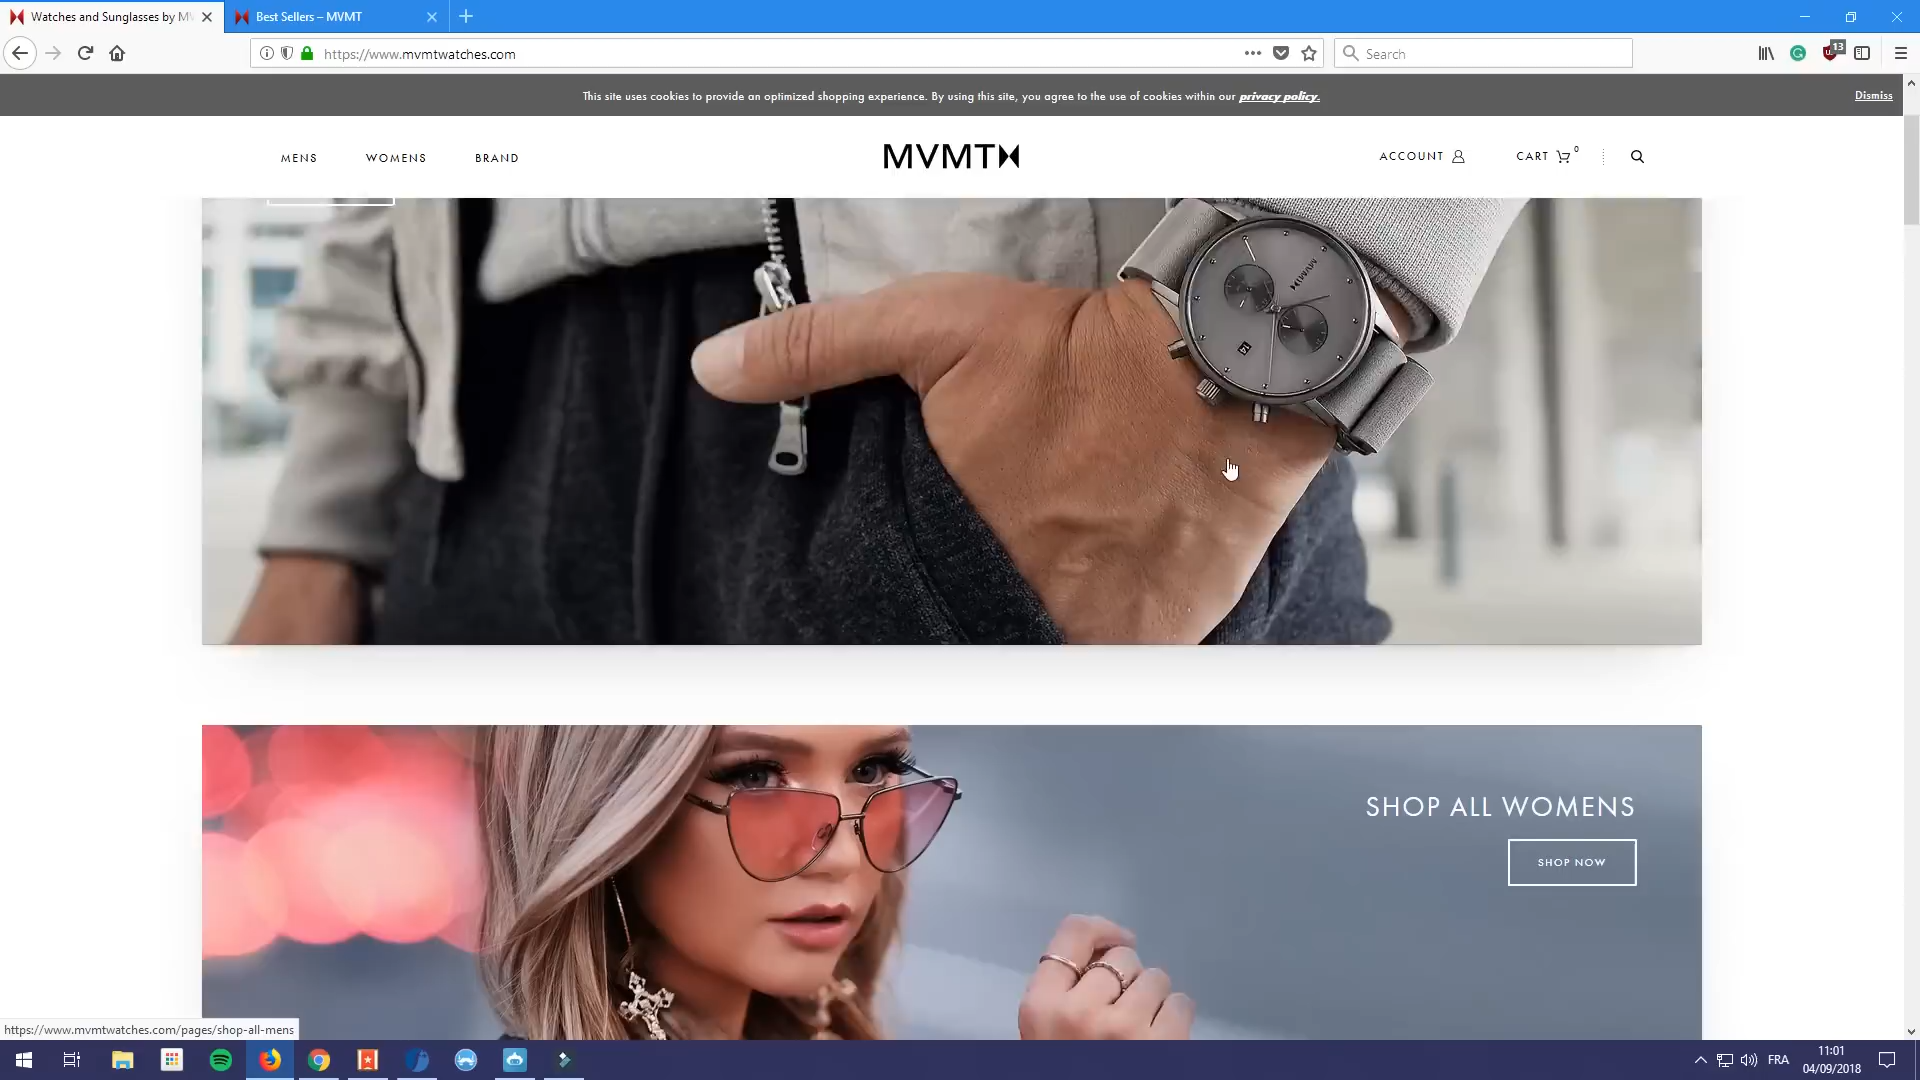 Watches and Sunglasses by MV
Best Sellers – MVMT
https://www.mvmtwatches.com
Search
13
This site uses cookies to provide an optimized shopping experience. By using this site, you agree to the use of cookies within our privacy policy.
Dismiss
MENS
WOMENS
BRAND
MVMT
ACCOUNT
CART 0
MVMT
SHOP ALL WOMENS
SHOP NOW
https://www.mvmtwatches.com/pages/shop-all-mens
FRA
11:01
04/09/2018